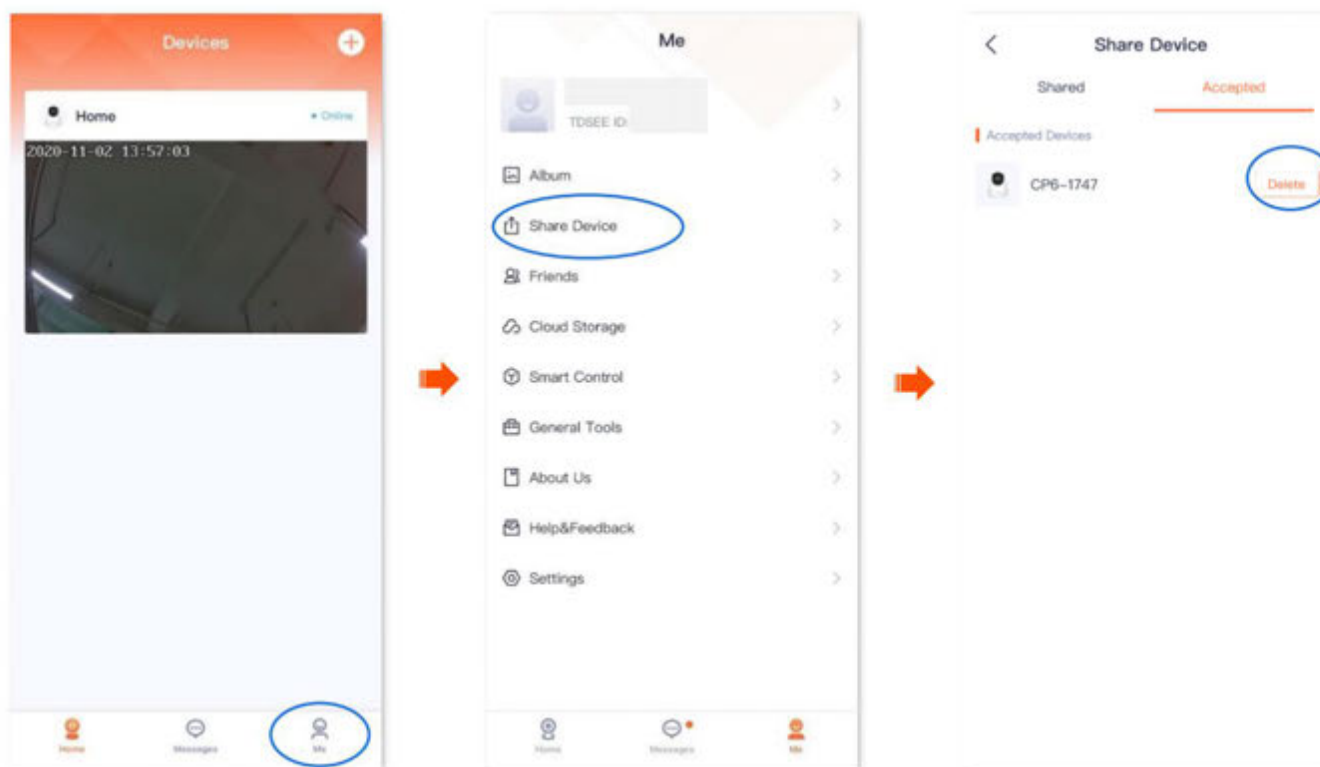 Devices
Home
Online
2020-11-02 13:57:03
Home
Messages
Me
Me
TDSEE ID:
Album
Share Device
Friends
Cloud Storage
Smart Control
General Tools
About Us
Help&Feedback
Settings
Home
Messages
Me
Share Device
Shared
Accepted
Accepted Devices
CP6-1747
Delete